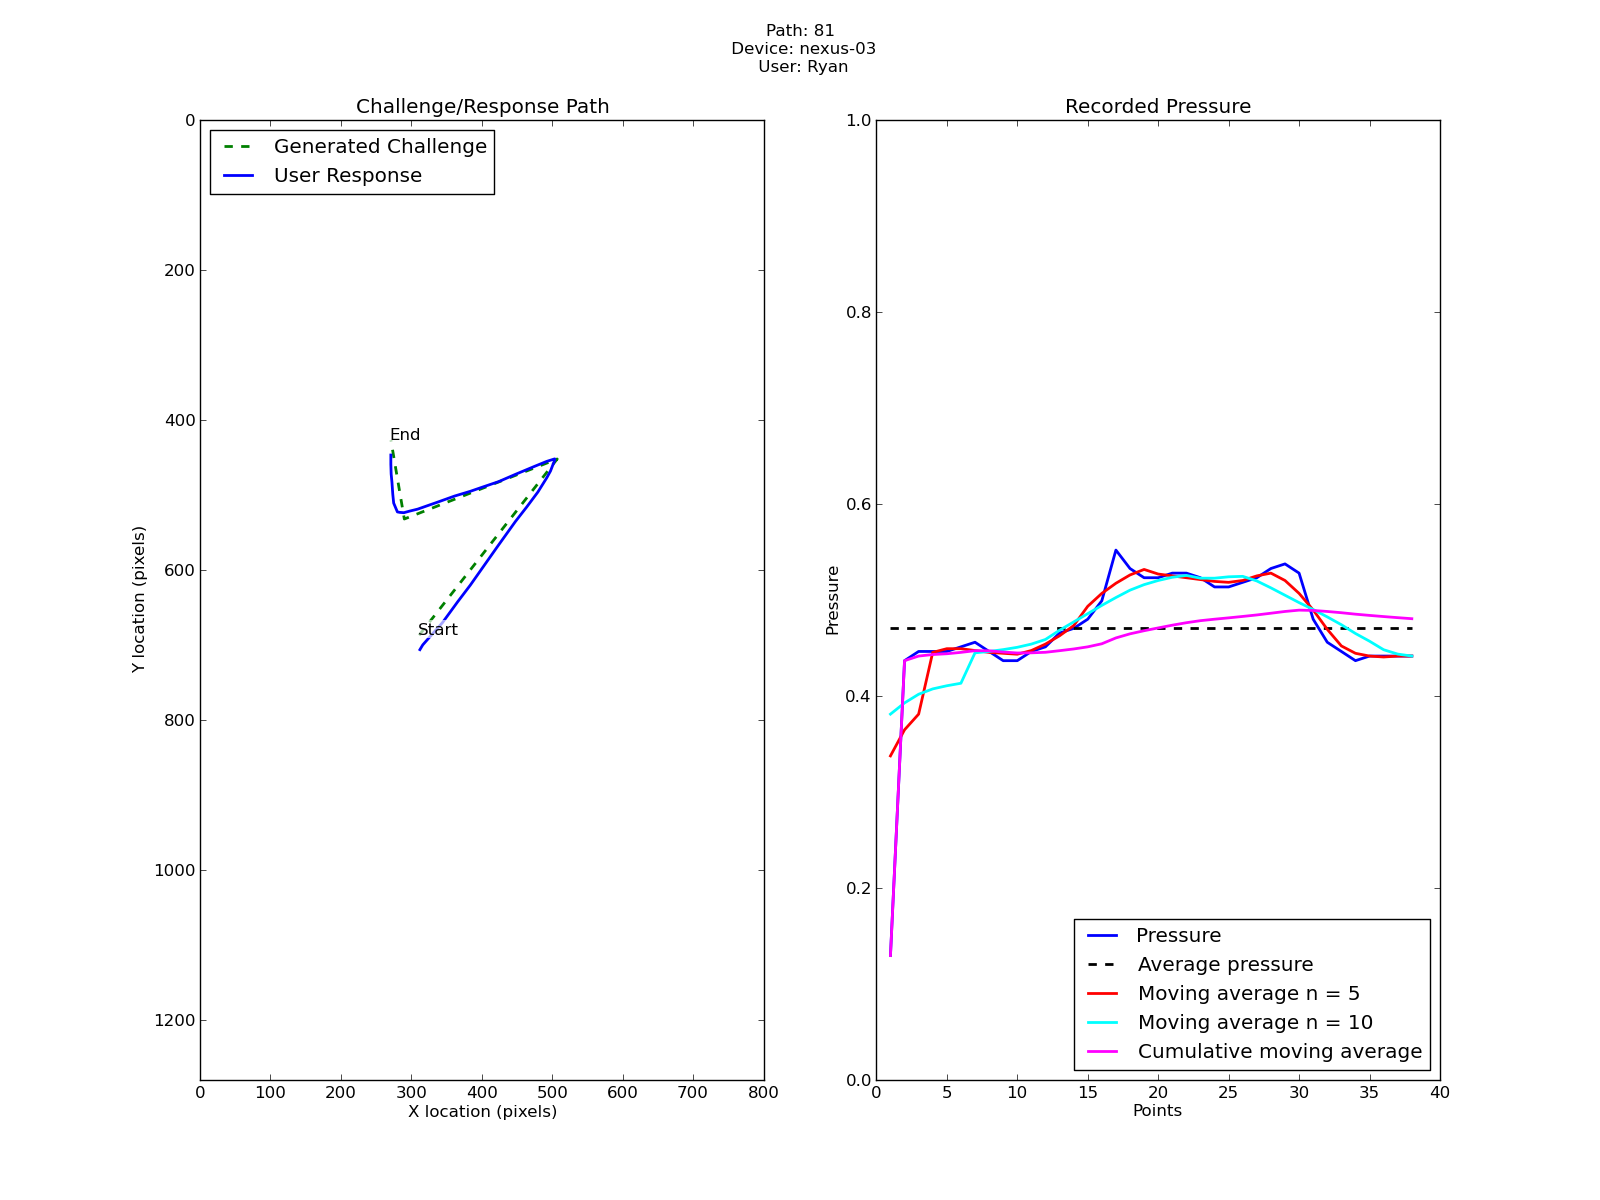 Path: 81
Device: nexus-03
User: Ryan
Challenge/Response Path
Generated Challenge
User Response
0
200
400
600
800
1000
1200
Y location (pixels)
End
Start
0 100 200 300 400 500 600 700 800
X location (pixels)
Recorded Pressure
1.0
0.8
0.6
0.4
0.2
0.0
Pressure
Pressure
Average pressure
Moving average n = 5
Moving average n = 10
Cumulative moving average
0 5 10 15 20 25 30 35 40
Points